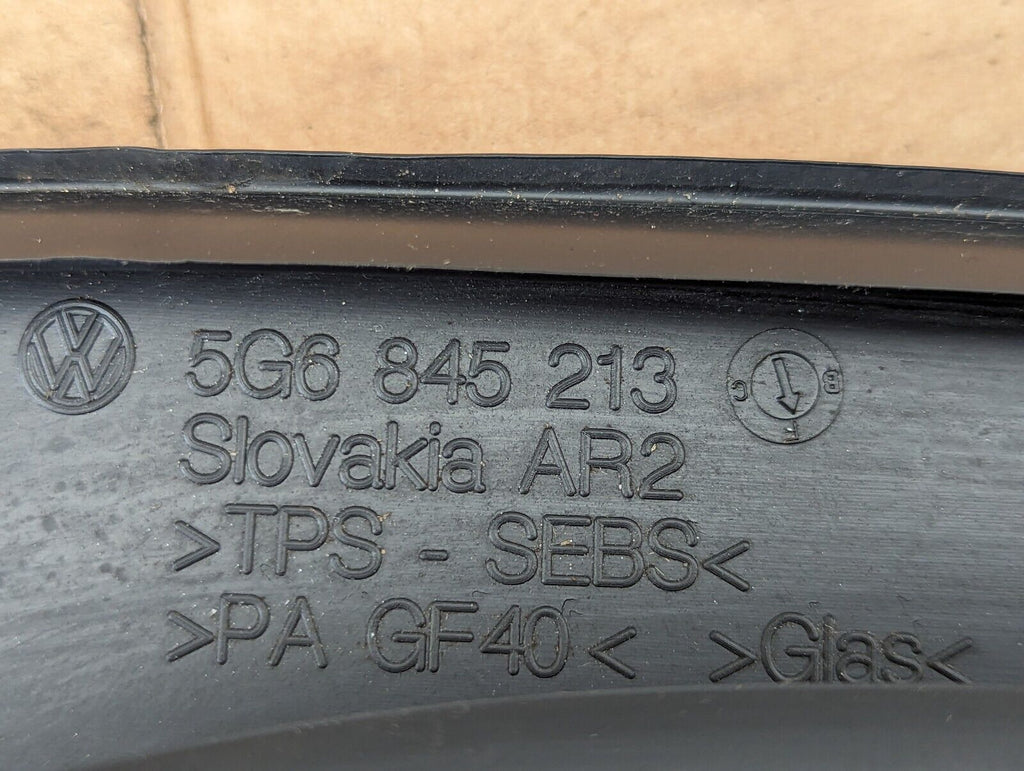 5G6 845 213
Slovakia AR2
>TPS - SEBS<
>PA GF40< >Glas<